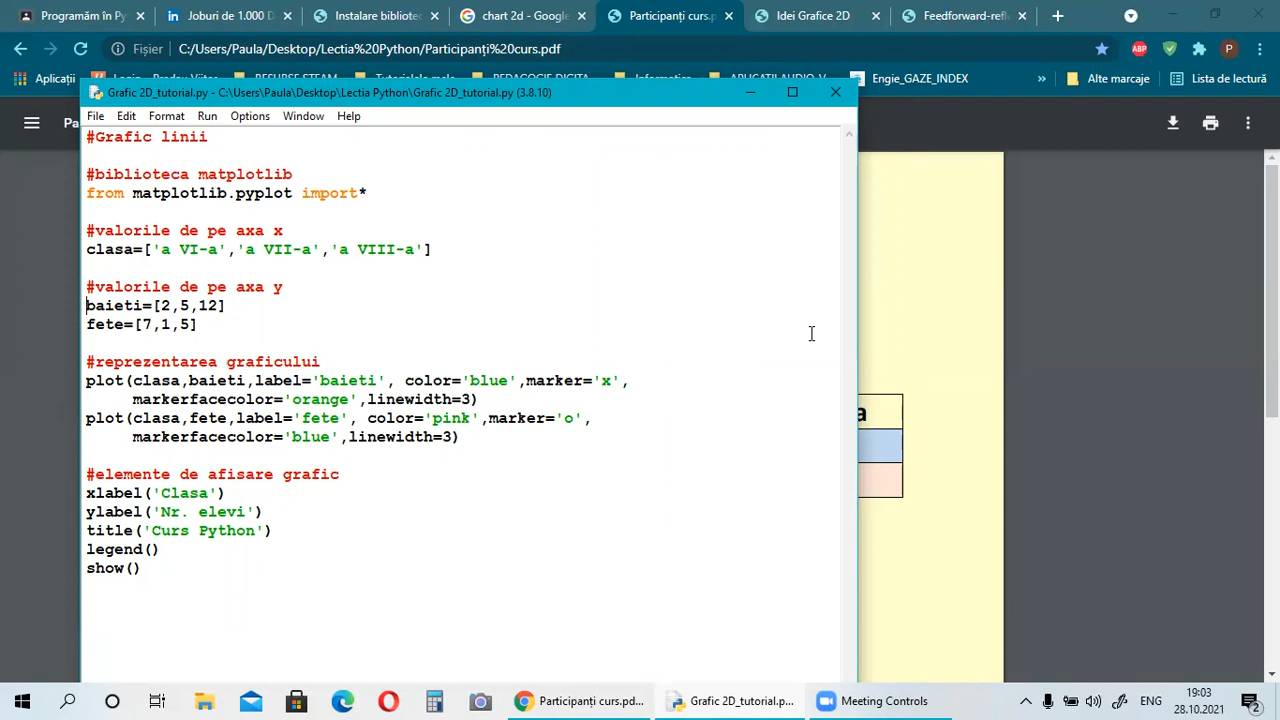 Programăm în Py
Joburi de 1.000 D
Instalare bibliotec
chart 2d - Google
Participanți curs.p
Idei Grafice 2D
Feedforward-refl
Fișier
C:/Users/Paula/Desktop/Lectia%20Python/Participanți%20curs.pdf
ABP
P
Aplicații
Engie_GAZE_INDEX
»
Alte marcaje
Lista de lectură
Grafic 2D_tutorial.py - C:\Users\Paula\Desktop\Lectia Python\Grafic 2D_tutorial.py (3.8.10)
File Edit Format Run Options Window Help
Pa
#Grafic linii
#biblioteca matplotlib
from matplotlib.pyplot import*
#valorile de pe axa x
clasa=['a VI-a','a VII-a','a VIII-a']
#valorile de pe axa y
baieti=[2,5,12]
fete=[7,1,5]
#reprezentarea graficului
plot(clasa,baieti,label='baieti', color='blue',marker='x',
markerfacecolor='orange',linewidth=3)
a
plot(clasa,fete,label='fete', color='pink',marker='o',
markerfacecolor='blue',linewidth=3)
#elemente de afisare grafic
xlabel('Clasa')
ylabel('Nr. elevi')
title('Curs Python')
legend()
show()
Participanți curs.pd...
Grafic 2D_tutorial.p...
Meeting Controls
ENG
19:03
28.10.2021
2